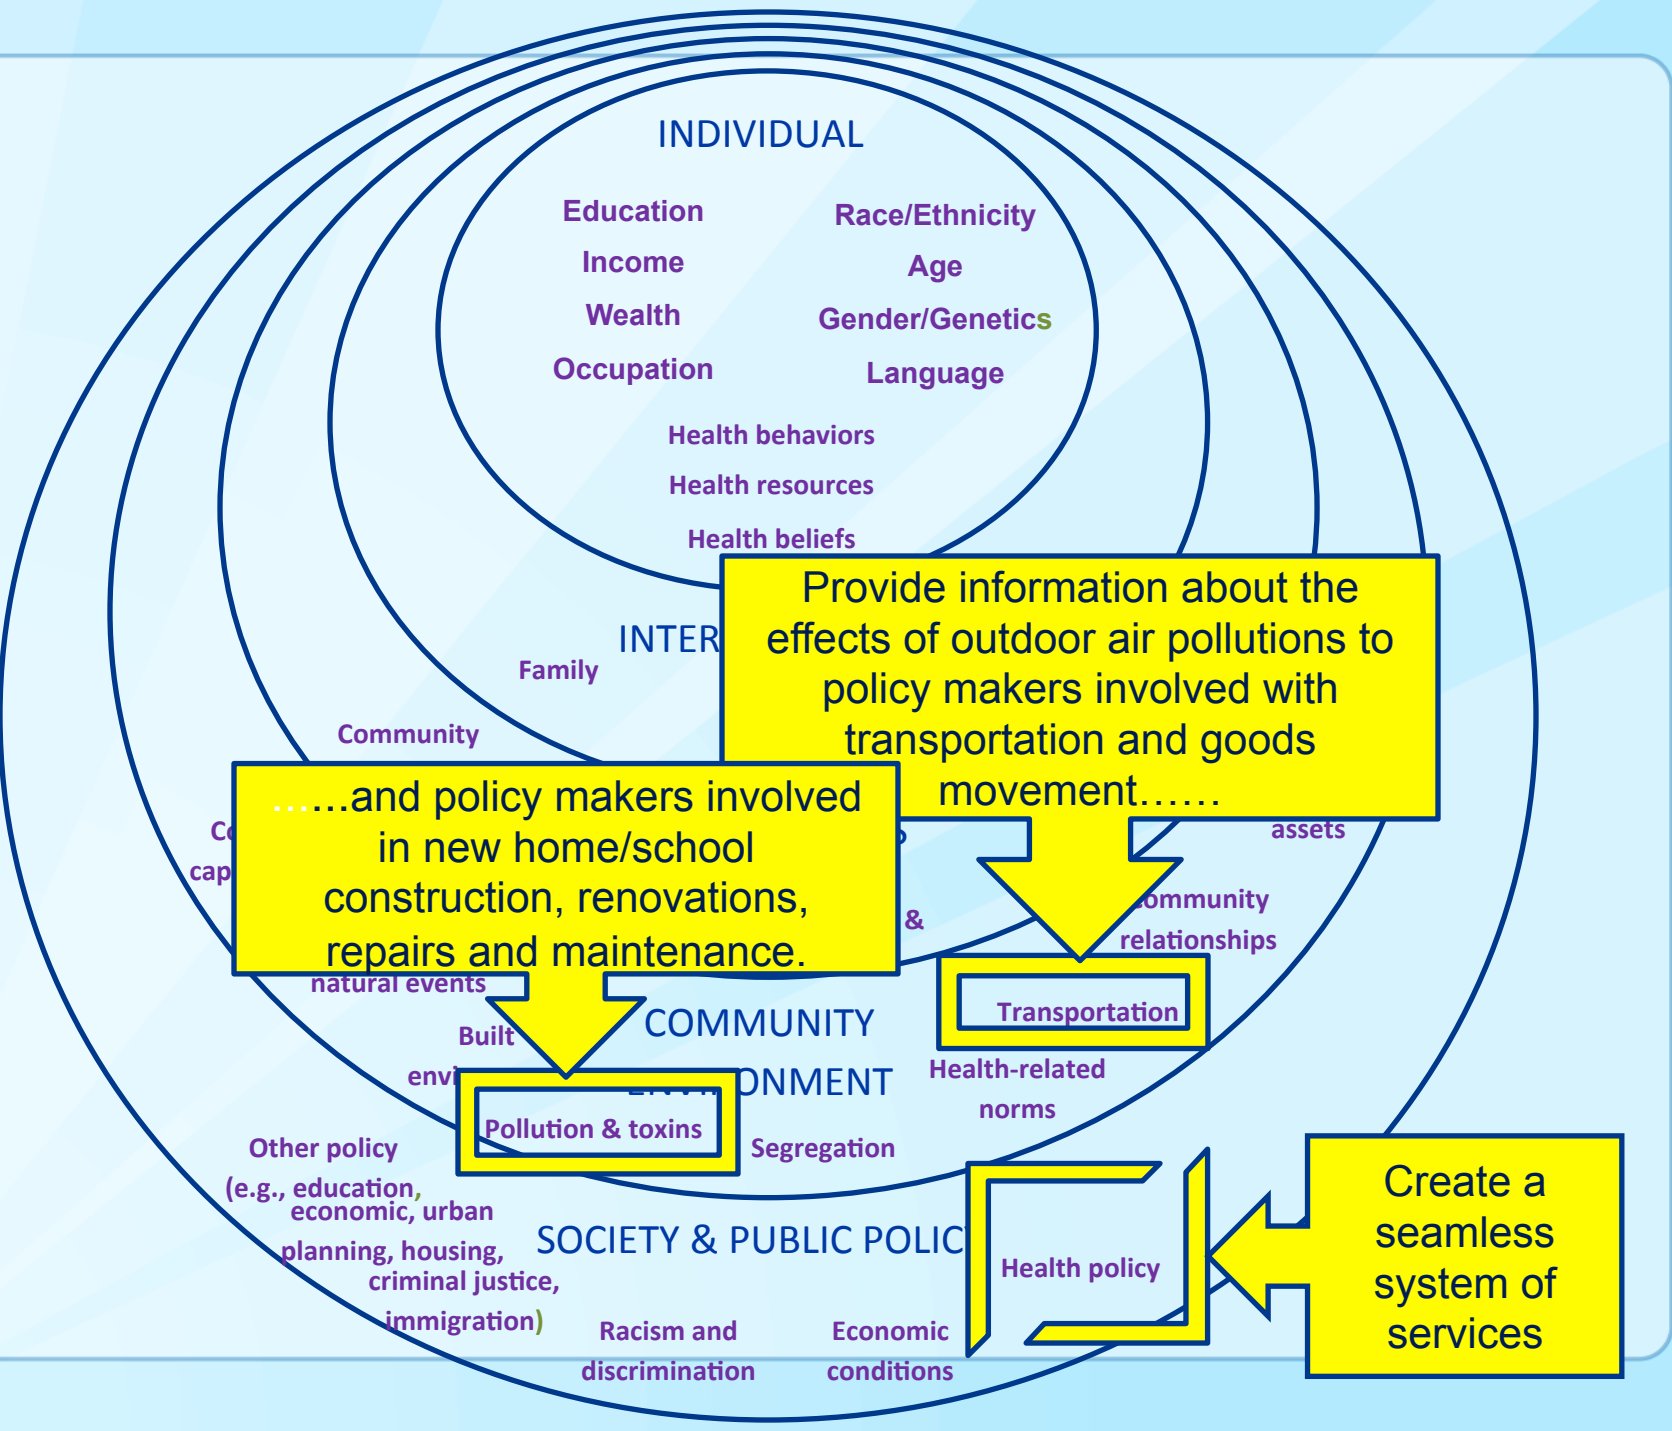 INDIVIDUAL
Education
Race/Ethnicity
Income
Age
Wealth
Gender/Genetics
Occupation
Language
Health behaviors
Health resources
Health beliefs
Provide information about the
effects of outdoor air pollutions to
policy makers involved with
transportation and goods
movement……
INTER
Family
Community
……and policy makers involved
in new home/school
construction, renovations,
repairs and maintenance.
cap
assets
&
community
relationships
natural events
Transportation
COMMUNITY
ENVIRONMENT
Built
envi
Health-related
norms
Pollution & toxins
Segregation
Other policy
(e.g., education,
economic, urban
planning, housing,
criminal justice,
immigration)
SOCIETY & PUBLIC POLIC
Health policy
Create a
seamless
system of
services
Racism and
discrimination
Economic
conditions